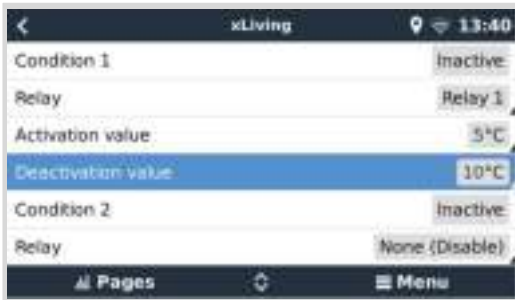 xLiving 13:40
Condition 1 Inactive
Relay Relay 1
Activation value 5°C
Deactivation value 10°C
Condition 2 Inactive
Relay None (Disable)
Pages Menu